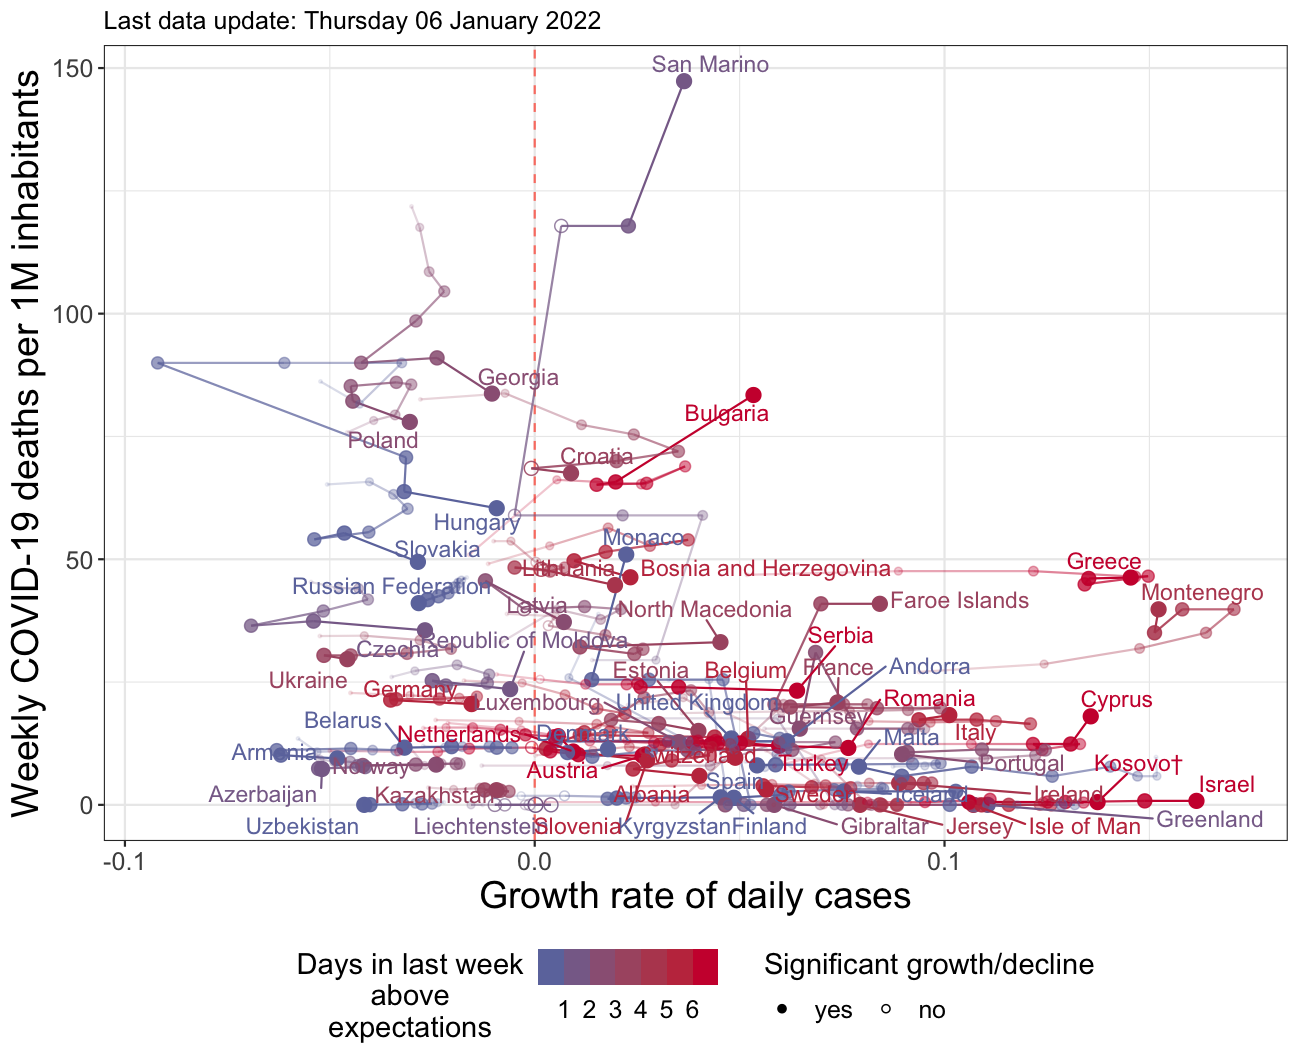 Last data update: Thursday 06 January 2022
Weekly COVID-19 deaths per 1M inhabitants
150
100
50
0
San Marino
Georgia
Bulgaria
Poland
Croatia
Hungary
Monaco
Slovakia
Greece
Lithuania
Bosnia and Herzegovina
Russian Federation
Montenegro
Latvia
North Macedonia
Faroe Islands
Republic of Moldova
Serbia
Czechia
Estonia
Belgium
France
Andorra
Ukraine
Germany
Luxembourg
United Kingdom
Romania
Cyprus
Belarus
Guernsey
Netherlands
Denmark
Malta
Italy
Armenia
Switzerland
Norway
Austria
Turkey
Portugal
Kosovo†
Azerbaijan
Kazakhstan
Albania
Spain
Sweden
Iceland
Ireland
Israel
Uzbekistan
Liechtenstein
Slovenia
Kyrgyzstan
Finland
Gibraltar
Jersey
Isle of Man
Greenland
-0.1
0.0
0.1
Growth rate of daily cases
Days in last week
above
expectations
1 2 3 4 5 6
Significant growth/decline
yes
no